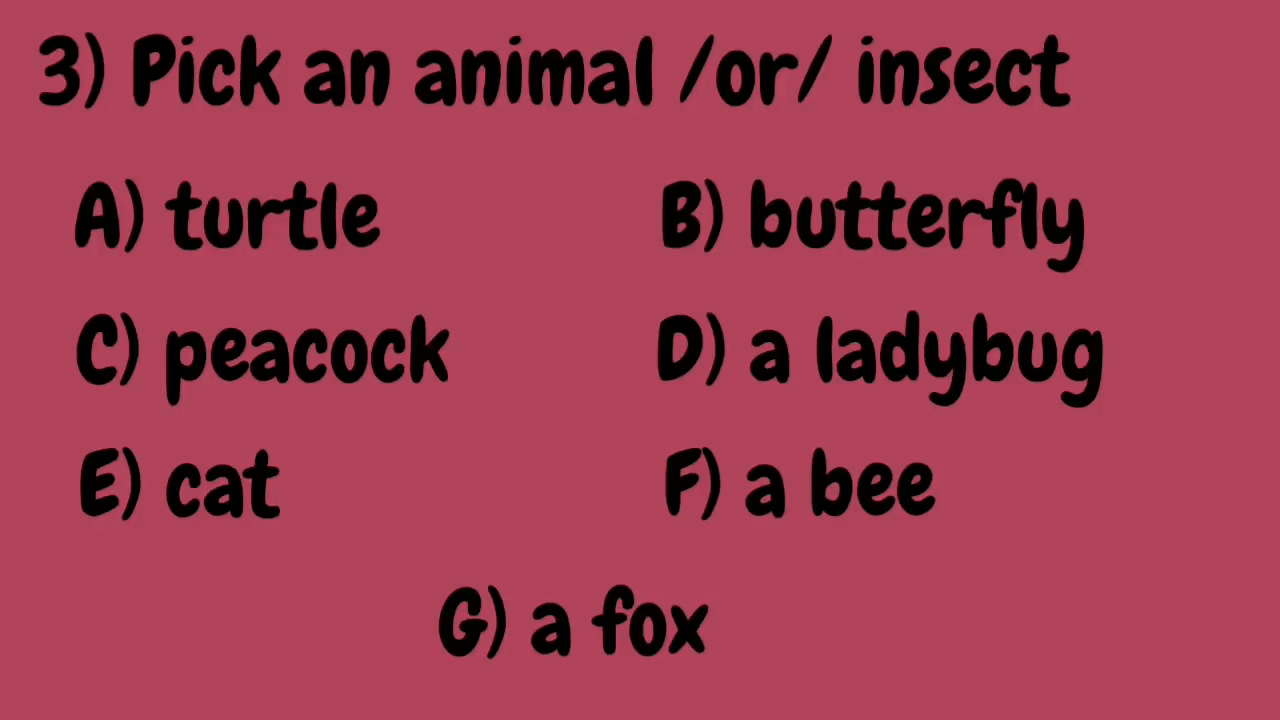 3) Pick an animal /or/ insect
A) turtle B) butterfly
C) peacock D) a ladybug
E) cat F) a bee
G) a fox